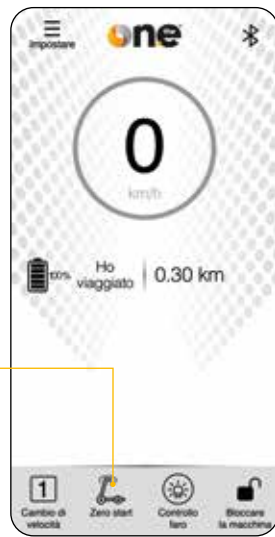 Impostare
one
0
km/h
100%
Ho viaggiato
0.30 km
1
Cambio di velocità
Zero start
Controllo faro
Bloccare la macchina